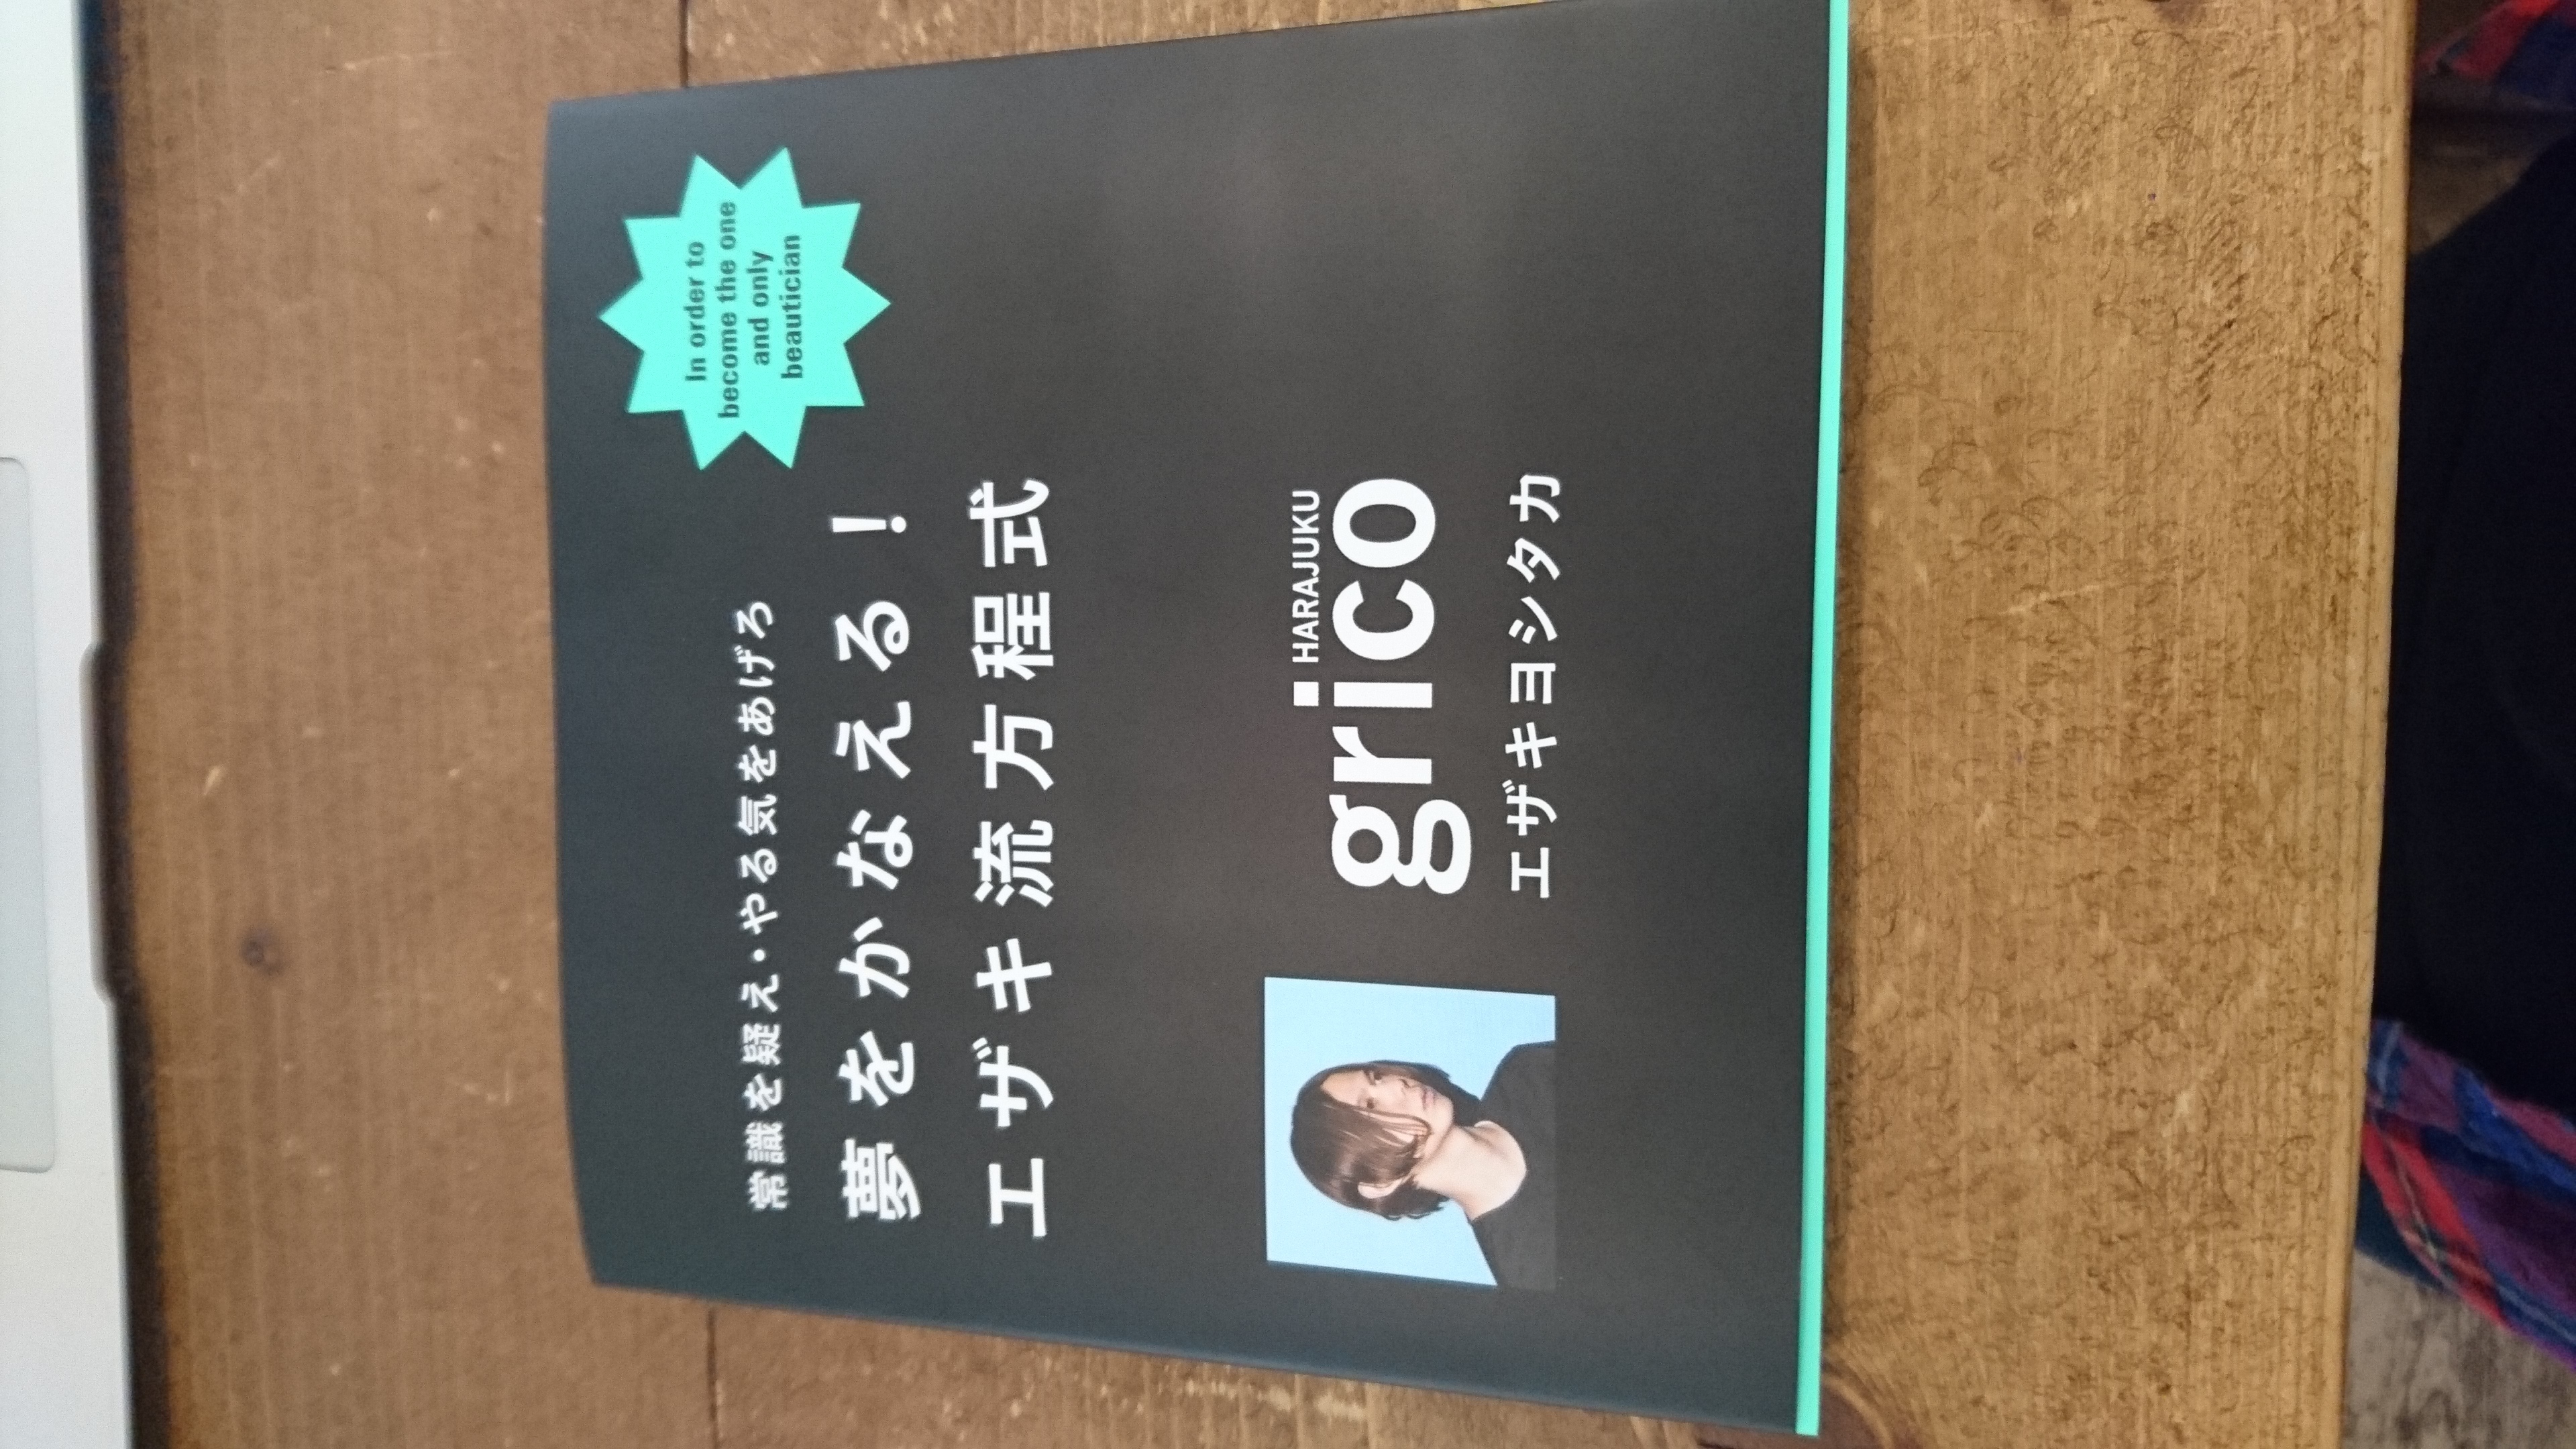 In order to
become the one
and only
beautician
常識を疑え・やる気をあげろ
夢をかなえる！
エザキ流方程式
HARAJUKU
grico
エザキヨシタカ